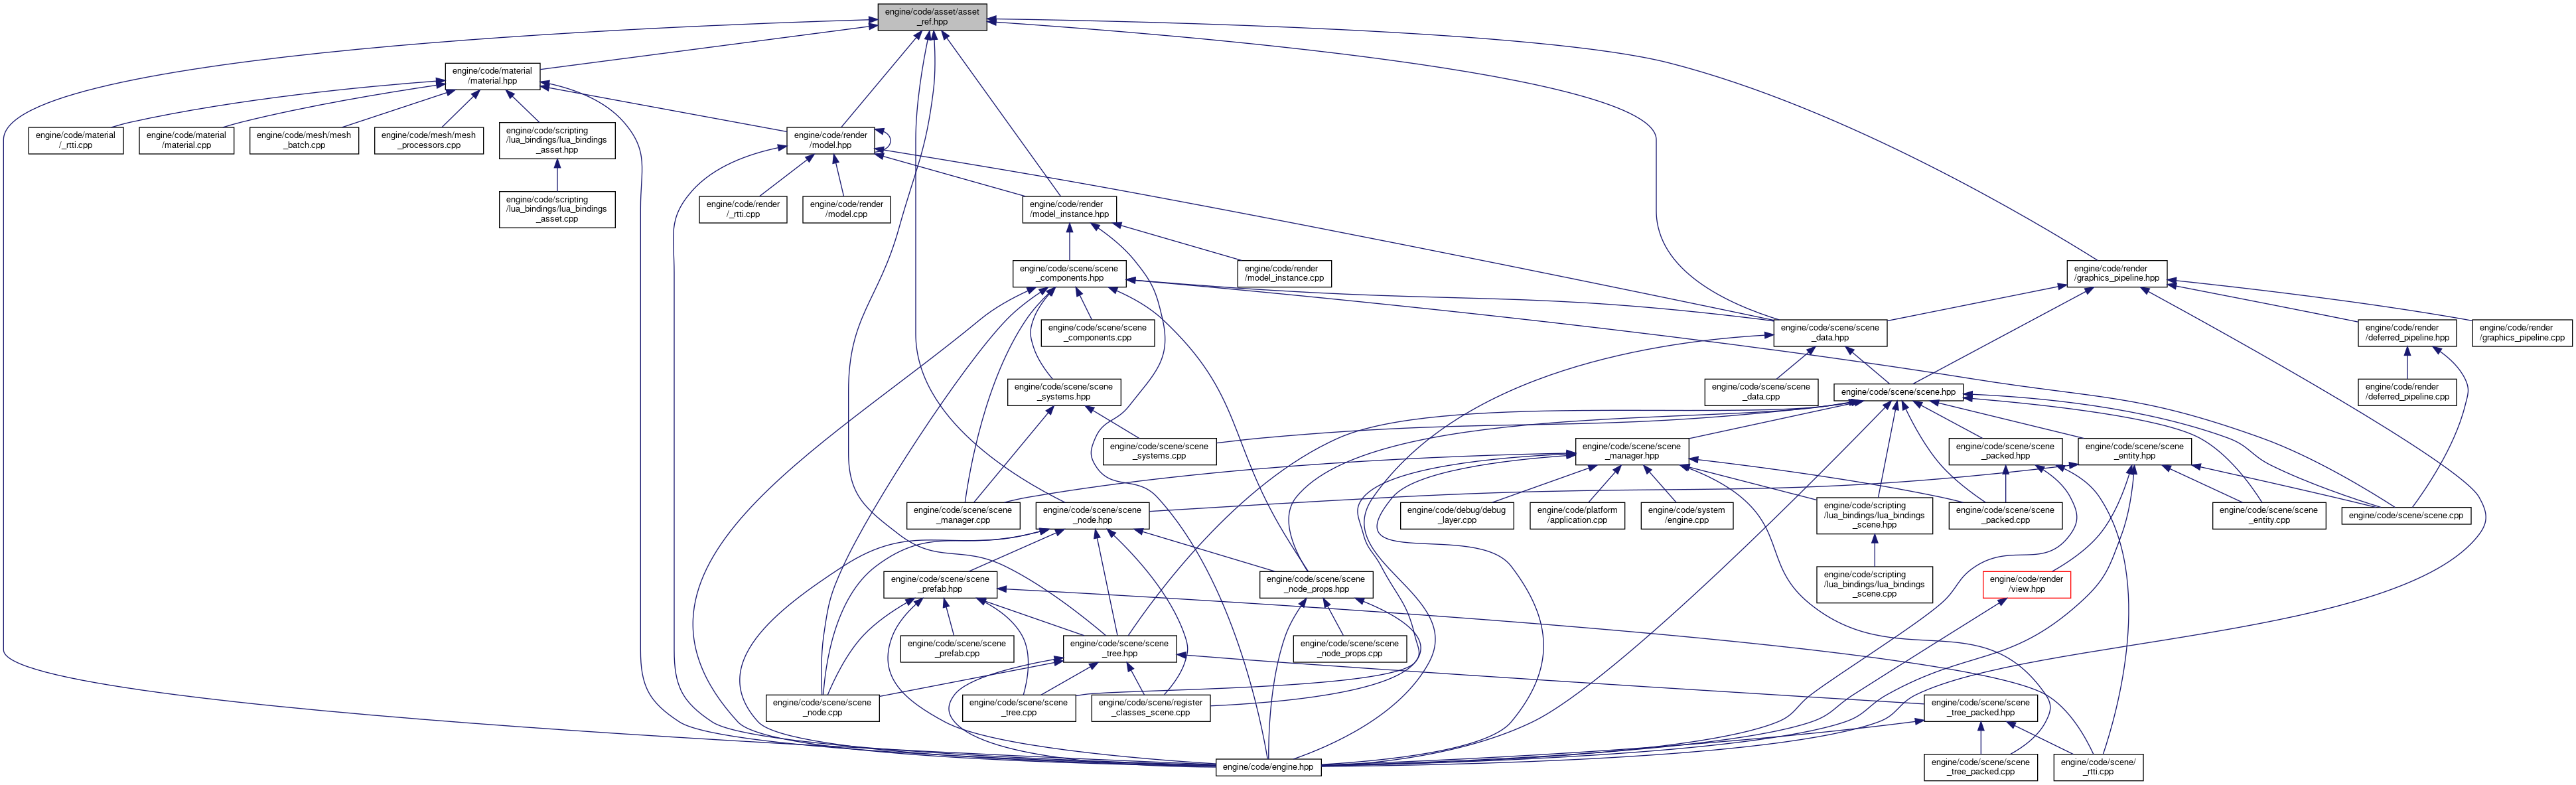 engine/code/asset/asset
_ref.hpp
engine/code/material
/material.hpp
engine/code/material
/_rtti.cpp
engine/code/material
/material.cpp
engine/code/mesh/mesh
_batch.cpp
engine/code/mesh/mesh
_processors.cpp
engine/code/scripting
/lua_bindings/lua_bindings
_asset.hpp
engine/code/render
/model.hpp
engine/code/scripting
/lua_bindings/lua_bindings
_asset.cpp
engine/code/render
/_rtti.cpp
engine/code/render
/model.cpp
engine/code/render
/model_instance.hpp
engine/code/scene/scene
_components.hpp
engine/code/render
/model_instance.cpp
engine/code/render
/graphics_pipeline.hpp
engine/code/scene/scene
_components.cpp
engine/code/scene/scene
_data.hpp
engine/code/render
/deferred_pipeline.hpp
engine/code/render
/graphics_pipeline.cpp
engine/code/scene/scene
_systems.hpp
engine/code/scene/scene
_data.cpp
engine/code/scene/scene.hpp
engine/code/render
/deferred_pipeline.cpp
engine/code/scene/scene
_systems.cpp
engine/code/scene/scene
_manager.hpp
engine/code/scene/scene
_packed.hpp
engine/code/scene/scene
_entity.hpp
engine/code/scene/scene
_manager.cpp
engine/code/scene/scene
_node.hpp
engine/code/debug/debug
_layer.cpp
engine/code/platform
/application.cpp
engine/code/system
/engine.cpp
engine/code/scripting
/lua_bindings/lua_bindings
_scene.hpp
engine/code/scene/scene
_packed.cpp
engine/code/scene/scene
_entity.cpp
engine/code/scene/scene.cpp
engine/code/scene/scene
_prefab.hpp
engine/code/scene/scene
_node_props.hpp
engine/code/scripting
/lua_bindings/lua_bindings
_scene.cpp
engine/code/render
/view.hpp
engine/code/scene/scene
_prefab.cpp
engine/code/scene/scene
_tree.hpp
engine/code/scene/scene
_node_props.cpp
engine/code/scene/scene
_node.cpp
engine/code/scene/scene
_tree.cpp
engine/code/scene/register
_classes_scene.cpp
engine/code/scene/scene
_tree_packed.hpp
engine/code/engine.hpp
engine/code/scene/scene
_tree_packed.cpp
engine/code/scene/
_rtti.cpp